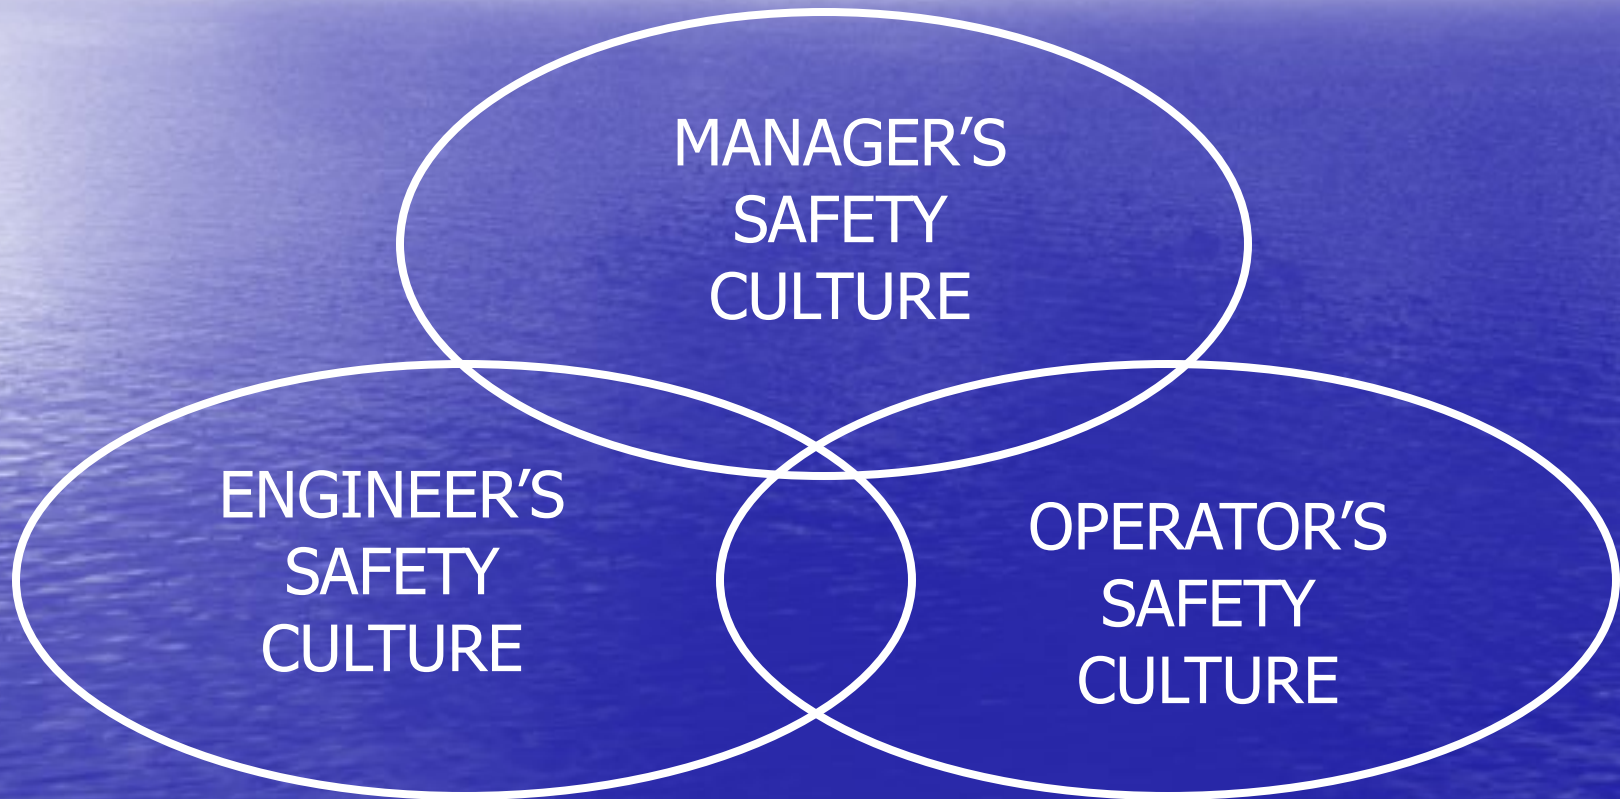 MANAGER’S
SAFETY
CULTURE
ENGINEER’S
SAFETY
CULTURE
OPERATOR’S
SAFETY
CULTURE